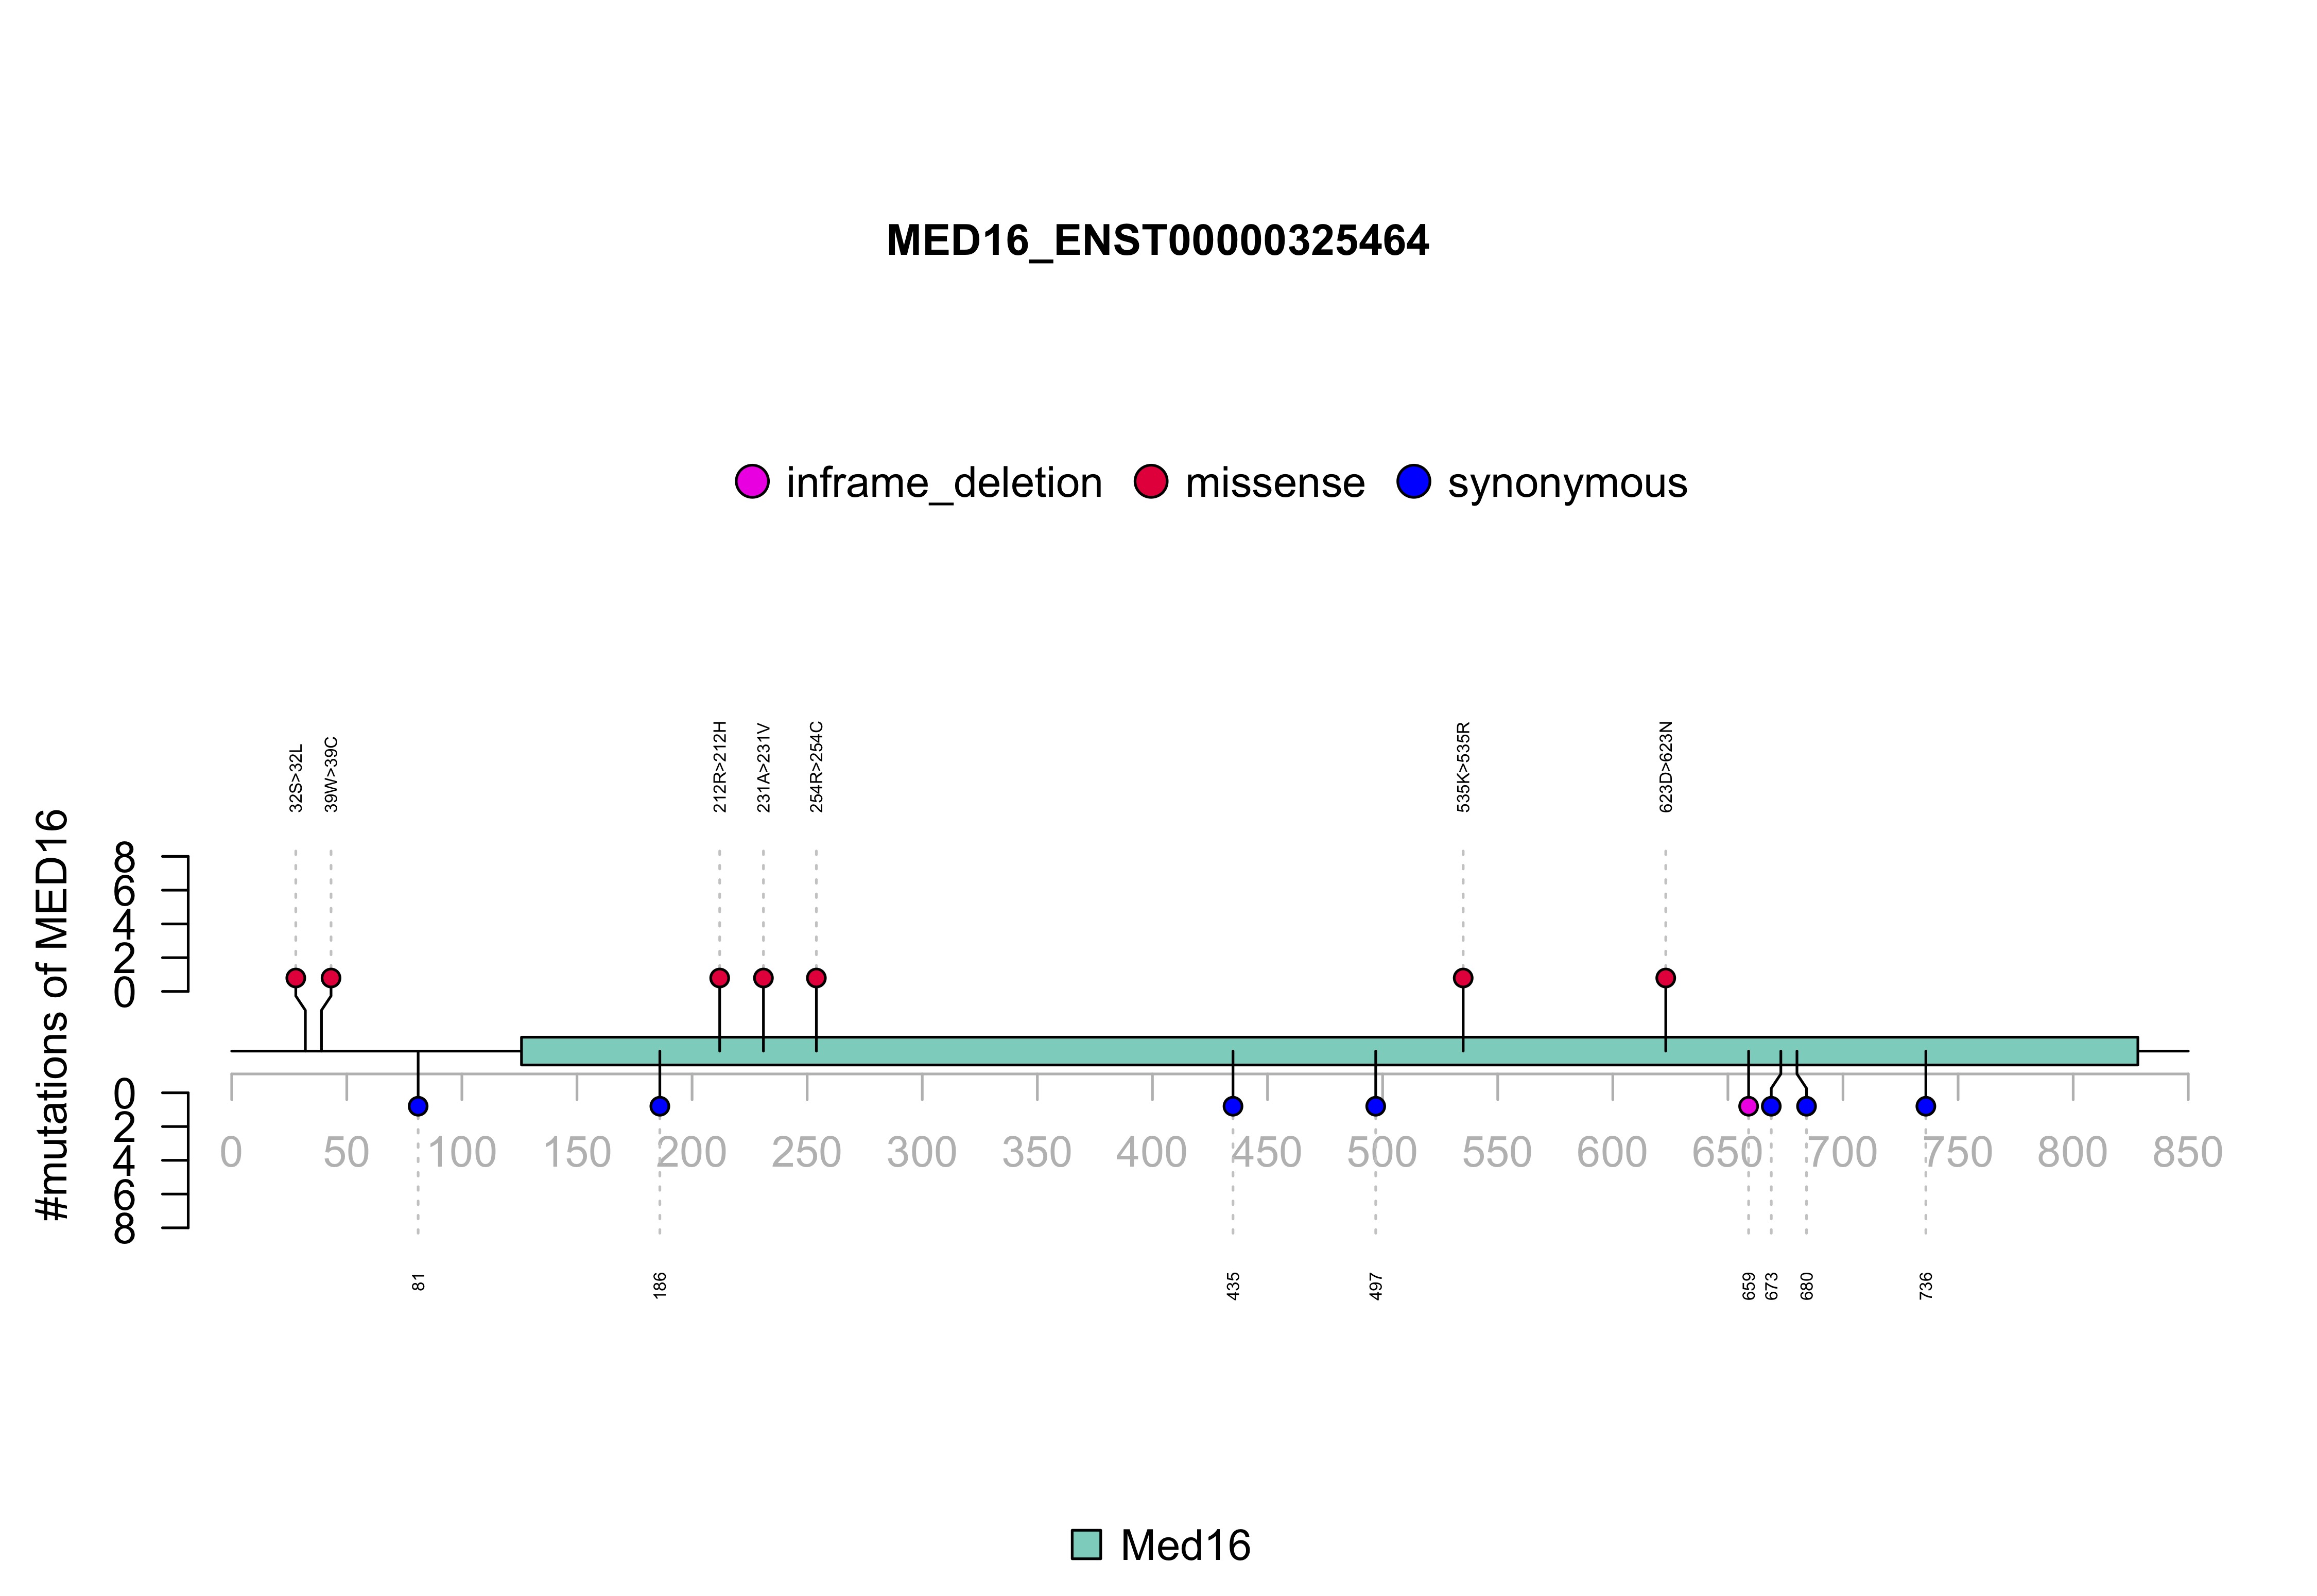 MED16_ENST00000325464
inframe_deletion missense synonymous
32S>32L 39W>39C 212R>212H 231A>231V 254R>254C 535K>535R 623D>623N
#mutations of MED16
8
6
4
2
0
0
2
4
6
8
0 50 100 150 200 250 300 350 400 450 500 550 600 650 700 750 800 850
81 186 435 497 659 673 680 736
Med16